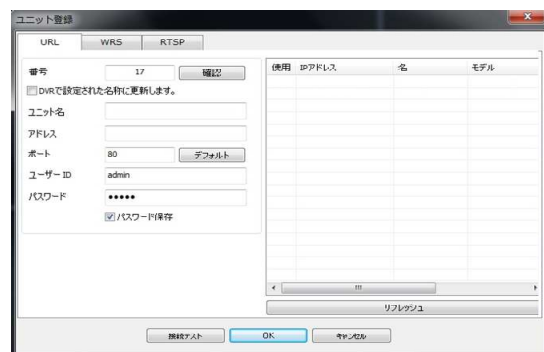 ユニット登録
URL WRS RTSP
番号 17 確認
DVRで設定された名称に更新します。
ユニット名
アドレス
ポート 80 デフォルト
ユーザー ID admin
パスワード •••••
パスワード保存
使用 IPアドレス 名 モデル
リフレッシュ
接続テスト OK キャンセル